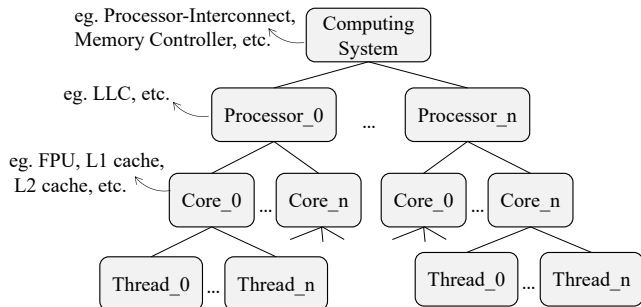 eg. Processor-Interconnect,
Memory Controller, etc.
Computing
System
eg. LLC, etc.
Processor_0
...
Processor_n
eg. FPU, L1 cache,
L2 cache, etc.
Core_0
...
Core_n
Core_0
...
Core_n
Thread_0
...
Thread_n
Thread_0
...
Thread_n